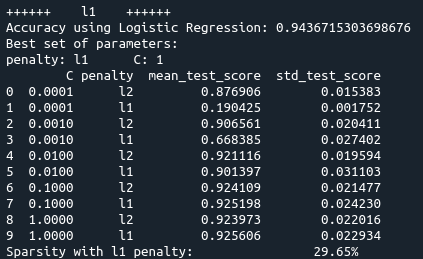 ++++++    l1    ++++++
Accuracy using Logistic Regression: 0.9436715303698676
Best set of parameters:
penalty: l1      C: 1
        C penalty  mean_test_score  std_test_score
0  0.0001      l2         0.876906        0.015383
1  0.0001      l1         0.190425        0.001752
2  0.0010      l2         0.906561        0.020411
3  0.0010      l1         0.668385        0.027402
4  0.0100      l2         0.921116        0.019594
5  0.0100      l1         0.901397        0.031103
6  0.1000      l2         0.924109        0.021477
7  0.1000      l1         0.925198        0.024230
8  1.0000      l2         0.923973        0.022016
9  1.0000      l1         0.925606        0.022934
Sparsity with l1 penalty:                29.65%